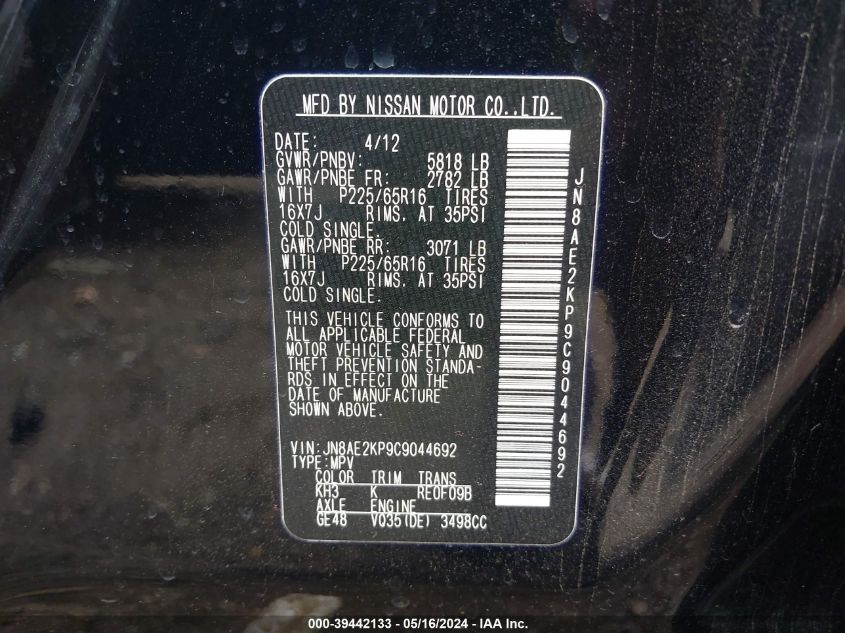 MFD BY NISSAN MOTOR CO.,LTD.
DATE: 4/12
GVWR/PNBV: 5818 LB
GAWR/PNBE FR: 2782 LB
WITH P225/65R16 TIRES
16X7J RIMS. AT 35PSI
COLD SINGLE.
GAWR/PNBE RR: 3071 LB
WITH P225/65R16 TIRES
16X7J RIMS. AT 35PSI
COLD SINGLE.
THIS VEHICLE CONFORMS TO
ALL APPLICABLE FEDERAL
MOTOR VEHICLE SAFETY AND
THEFT PREVENTION STANDA-
RDS IN EFFECT ON THE
DATE OF MANUFACTURE
SHOWN ABOVE.
VIN:JN8AE2KP9C9044692
TYPE:MPV
COLOR TRIM TRANS
KH3 K RE0F09B
AXLE ENGINE
GE48 VQ35(DE) 3498CC
JN8AE2KP9C9044692
000-39442133 - 05/16/2024 - IAA Inc.